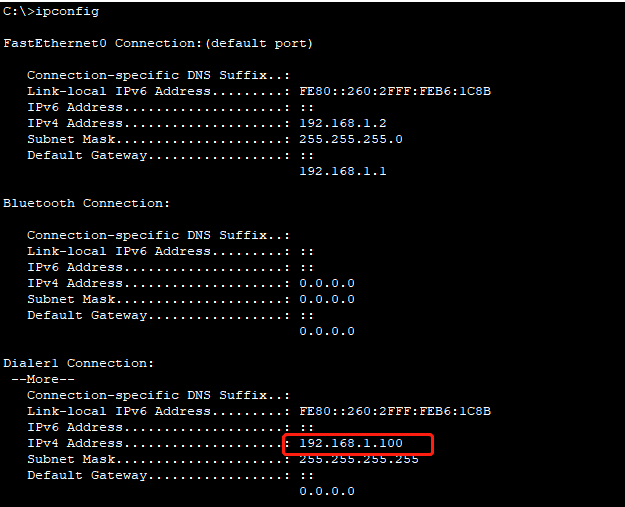 C:\>ipconfig
FastEthernet0 Connection:(default port)
Connection-specific DNS Suffix..:
Link-local IPv6 Address.........: FE80::260:2FFF:FEB6:1C8B
IPv6 Address....................: ::
IPv4 Address....................: 192.168.1.2
Subnet Mask.....................: 255.255.255.0
Default Gateway.................: ::
192.168.1.1
Bluetooth Connection:
Connection-specific DNS Suffix..:
Link-local IPv6 Address.........: ::
IPv6 Address....................: ::
IPv4 Address....................: 0.0.0.0
Subnet Mask.....................: 0.0.0.0
Default Gateway.................: ::
0.0.0.0
Dialer1 Connection:
--More--
Connection-specific DNS Suffix..:
Link-local IPv6 Address.........: FE80::260:2FFF:FEB6:1C8B
IPv6 Address....................: ::
IPv4 Address....................: 192.168.1.100
Subnet Mask.....................: 255.255.255.255
Default Gateway.................: ::
0.0.0.0